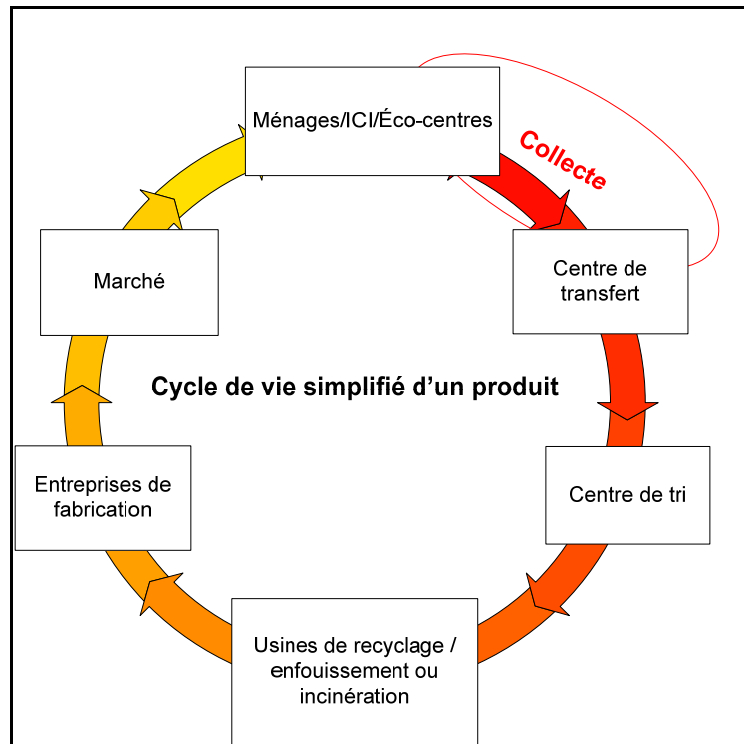 Ménages/ICI/Éco-centres
Collecte
Centre de
transfert
Marché
Cycle de vie simplifié d'un produit
Entreprises de
fabrication
Centre de tri
Usines de recyclage /
enfouissement ou
incinération